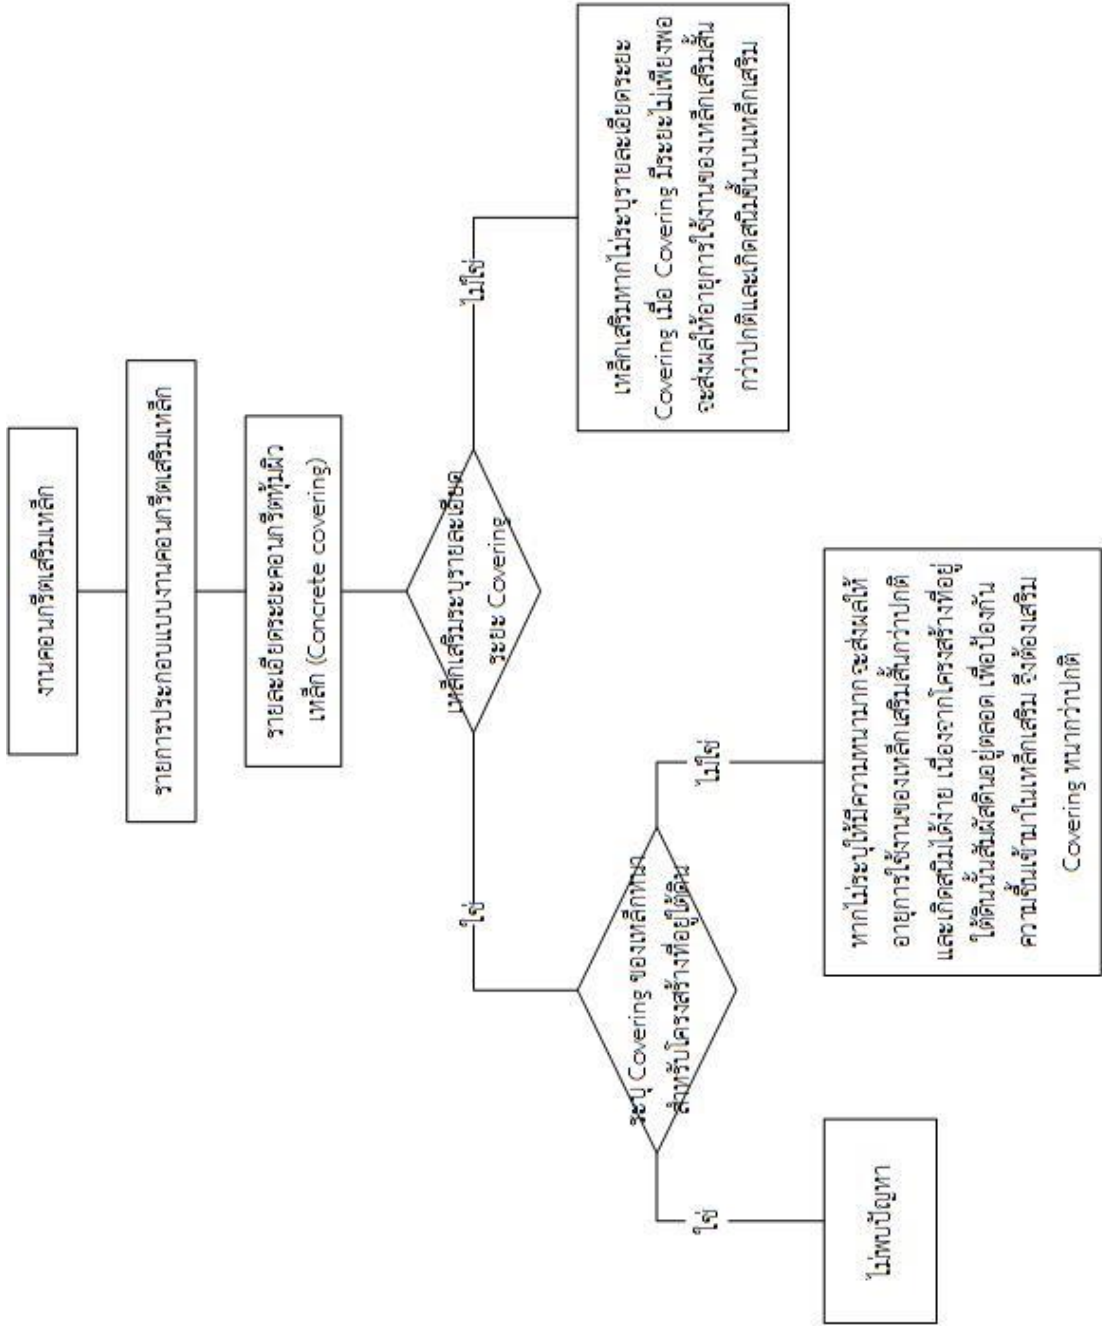 งานคอนกรีตเสริมเหล็ก
รายการประกอบแบบงานคอนกรีตเสริมเหล็ก
รายละเอียดระยะคอนกรีตหุ้มผิว
เหล็ก (Concrete covering)
เหล็กเสริมระบุรายละเอียด
ระยะ Covering
ใช่
ไม่ใช่
ระบุ Covering ของเหล็กหนา
สำหรับโครงสร้างที่อยู่ใต้ดิน
เหล็กเสริมหากไม่ระบุรายละเอียดระยะ
Covering เมื่อ Covering มีระยะไม่เพียงพอ
จะส่งผลให้อายุการใช้งานของเหล็กเสริมสั้น
กว่าปกติและเกิดสนิมขึ้นบนเหล็กเสริม
ใช่
ไม่ใช่
ไม่พบปัญหา
หากไม่ระบุให้มีความหนามาก จะส่งผลให้
อายุการใช้งานของเหล็กเสริมสั้นกว่าปกติ
และเกิดสนิมได้ง่าย เนื่องจากโครงสร้างที่อยู่
ใต้ดินนั้นสัมผัสดินอยู่ตลอด เพื่อป้องกัน
ความชื้นเข้ามาในเหล็กเสริม จึงต้องเสริม
Covering หนากว่าปกติ